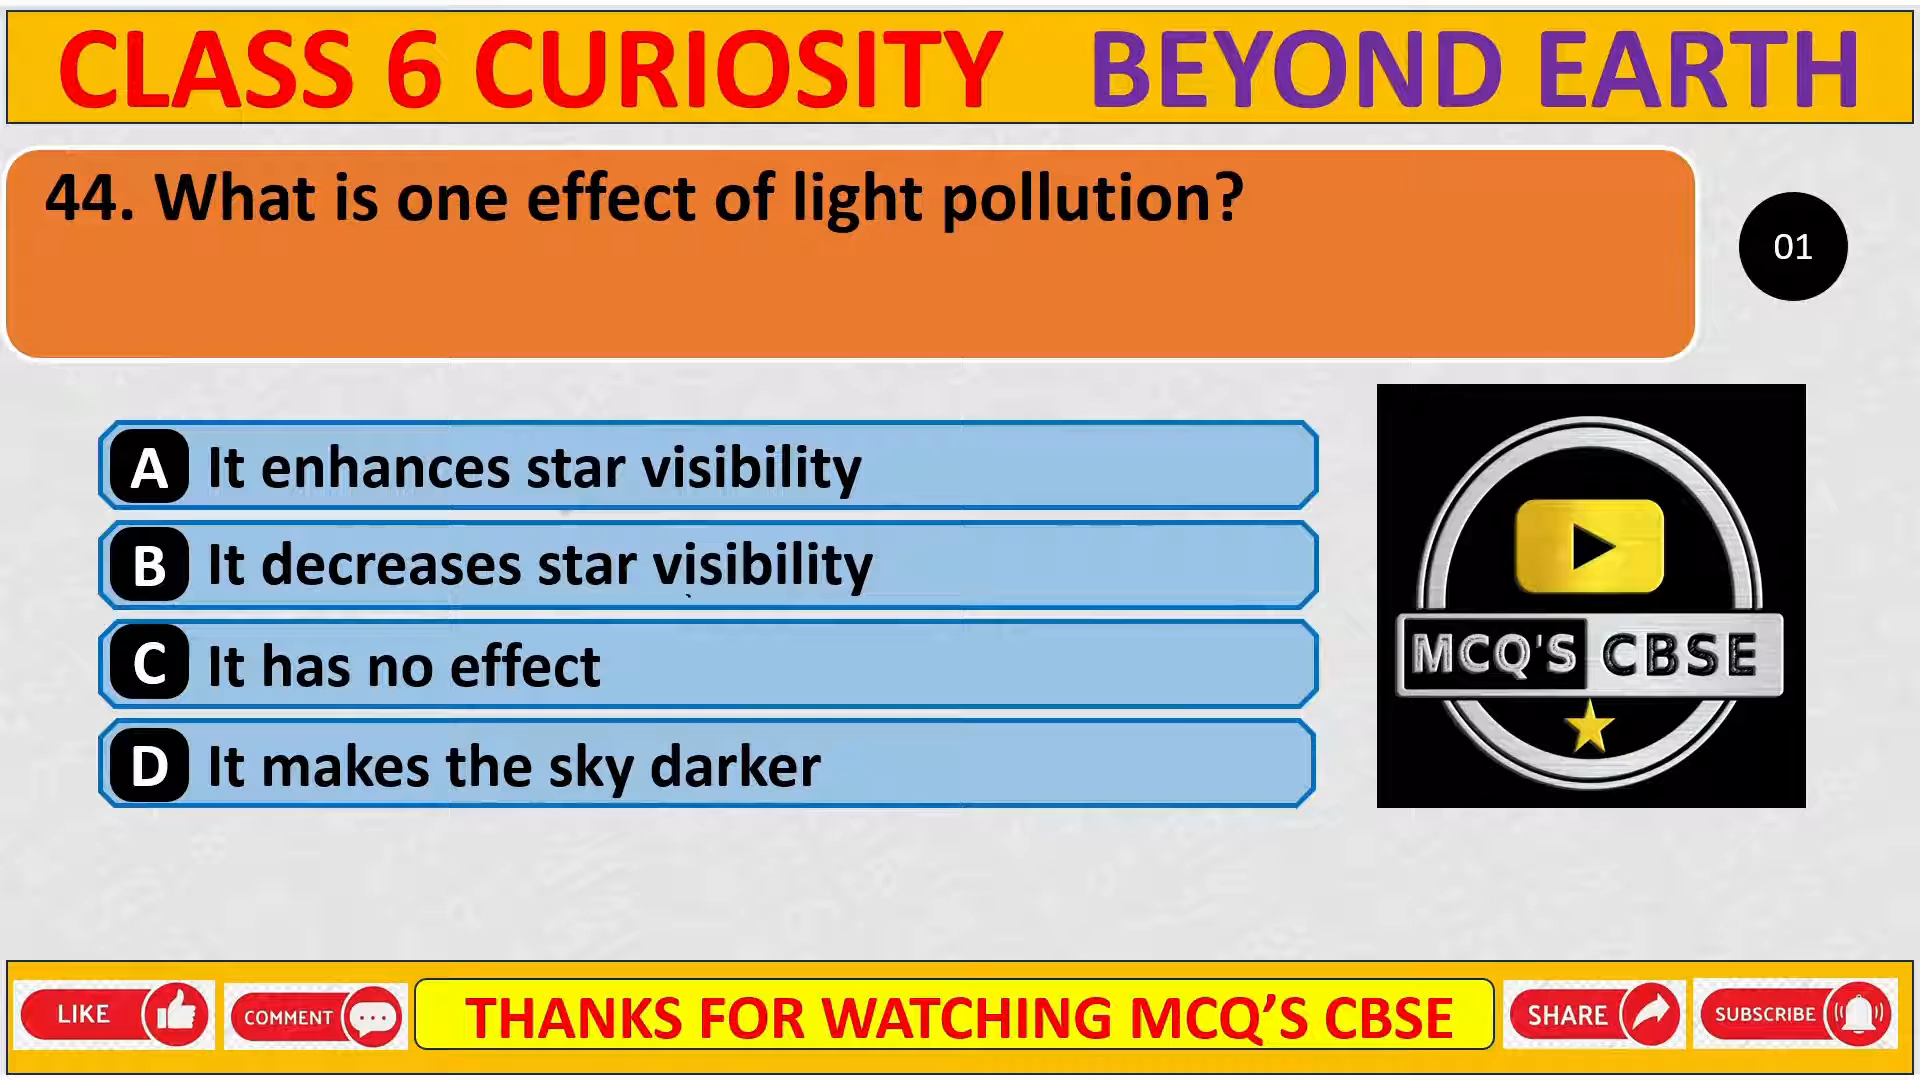 CLASS 6 CURIOSITY BEYOND EARTH
44. What is one effect of light pollution?
01
A It enhances star visibility
B It decreases star visibility
C It has no effect
D It makes the sky darker
MCQ'S CBSE
LIKE
COMMENT
THANKS FOR WATCHING MCQ’S CBSE
SHARE
SUBSCRIBE